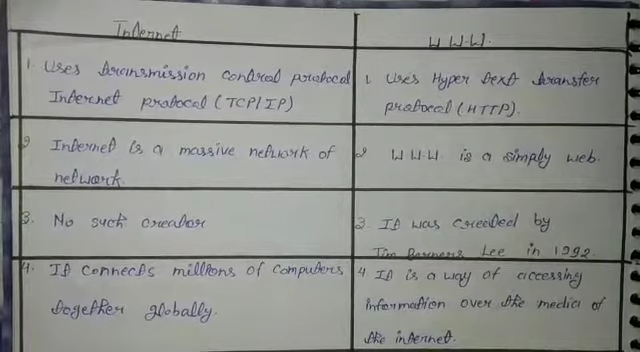 Internet
W.W.W.
1. Uses transmission control protocol
Internet protocol (TCP/IP)
1. Uses Hyper text transfer
protocol (HTTP).
2 Internet is a massive network of
network.
2 W.W.W. is a simply web.
3. No such creator
3. It was created by
Tim Berners Lee in 1992.
4. It connects millions of computers
together globally.
4 It is a way of accessing
information over the media of
the internet.